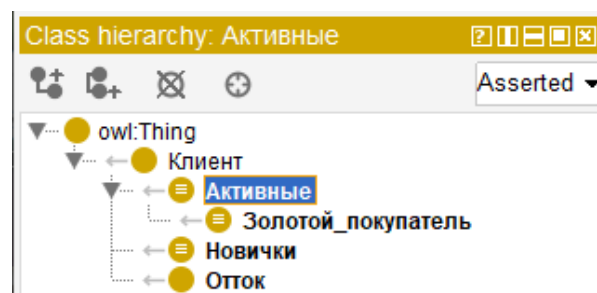 Class hierarchy: Активные
Asserted
owl:Thing
Клиент
Активные
Золотой_покупатель
Новички
Отток